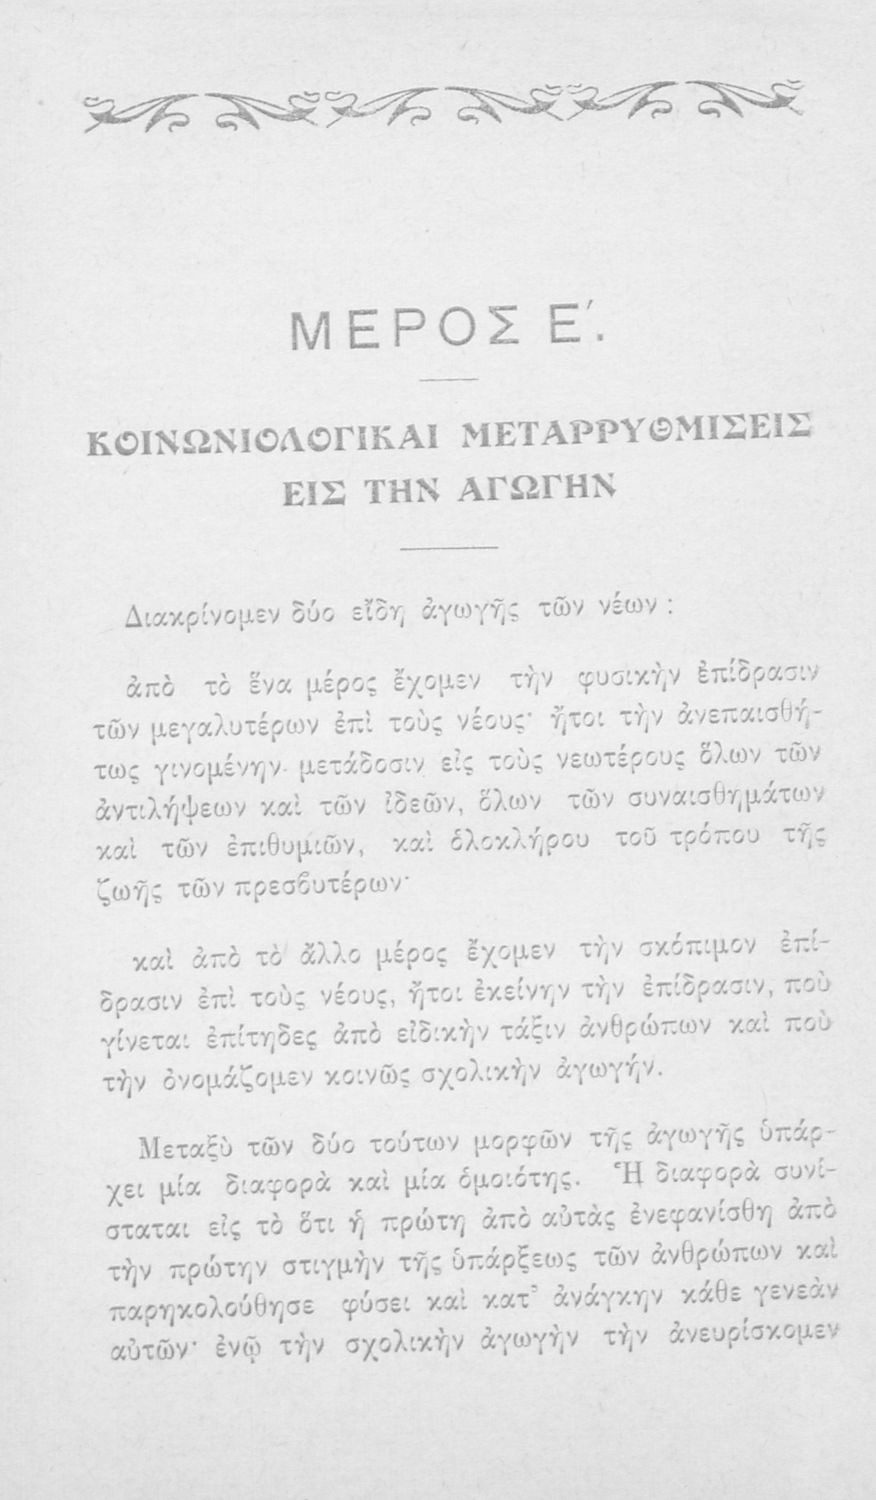 ΜΕΡΟΣ Ε΄.
ΚΟΙΝΩΝΙΟΛΟΓΙΚΑΙ ΜΕΤΑΡΡΥΘΜΙΣΕΙΣ
ΕΙΣ ΤΗΝ ΑΓΩΓΗΝ
Διακρίνομεν δύο εἴδη ἀγωγῆς τῶν νέων :
ἀπὸ τὸ ἕνα μέρος ἔχομεν τὴν φυσικὴν ἐπίδρασιν
τῶν μεγαλυτέρων ἐπὶ τοὺς νέους· ἤτοι τὴν ἀνεπαισθή-
τως γινομένην μετάδοσιν εἰς τοὺς νεωτέρους ὅλων τῶν
ἀντιλήψεων καὶ τῶν ἰδεῶν, ὅλων τῶν συναισθημάτων
καὶ τῶν ἐπιθυμιῶν, καὶ ὁλοκλήρου τοῦ τρόπου τῆς
ζωῆς τῶν πρεσϐυτέρων·
καὶ ἀπὸ τὸ ἄλλο μέρος ἔχομεν τὴν σκόπιμον ἐπί-
δρασιν ἐπὶ τοὺς νέους, ἤτοι ἐκείνην τὴν ἐπίδρασιν, ποὺ
γίνεται ἐπίτηδες ἀπὸ εἰδικὴν τάξιν ἀνθρώπων καὶ ποὺ
τὴν ὀνομάζομεν κοινῶς σχολικὴν ἀγωγήν.
Μεταξὺ τῶν δύο τούτων μορφῶν τῆς ἀγωγῆς ὑπάρ-
χει μία διαφορὰ καὶ μία ὁμοιότης. Ἡ διαφορὰ συνί-
σταται εἰς τὸ ὅτι ἡ πρώτη ἀπὸ αὐτὰς ἐνεφανίσθη ἀπὸ
τὴν πρώτην στιγμὴν τῆς ὑπάρξεως τῶν ἀνθρώπων καὶ
παρηκολούθησε φύσει καὶ κατ᾽ ἀνάγκην κάθε γενεὰν
αὐτῶν· ἐνῷ τὴν σχολικὴν ἀγωγὴν τὴν ἀνευρίσκομεν